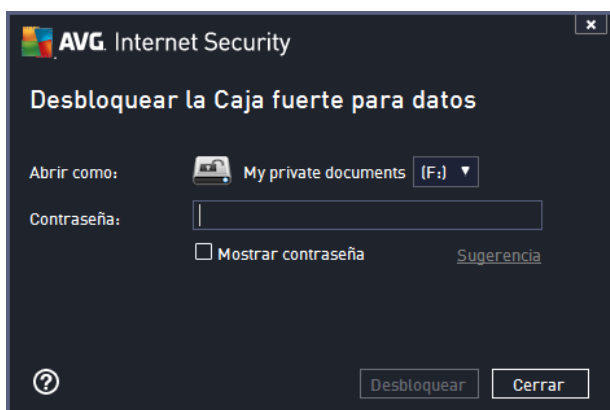 AVG. Internet Security
Desbloquear la Caja fuerte para datos
Abrir como: My private documents (F:)
Contraseña:
Mostrar contraseña Sugerencia
Desbloquear Cerrar